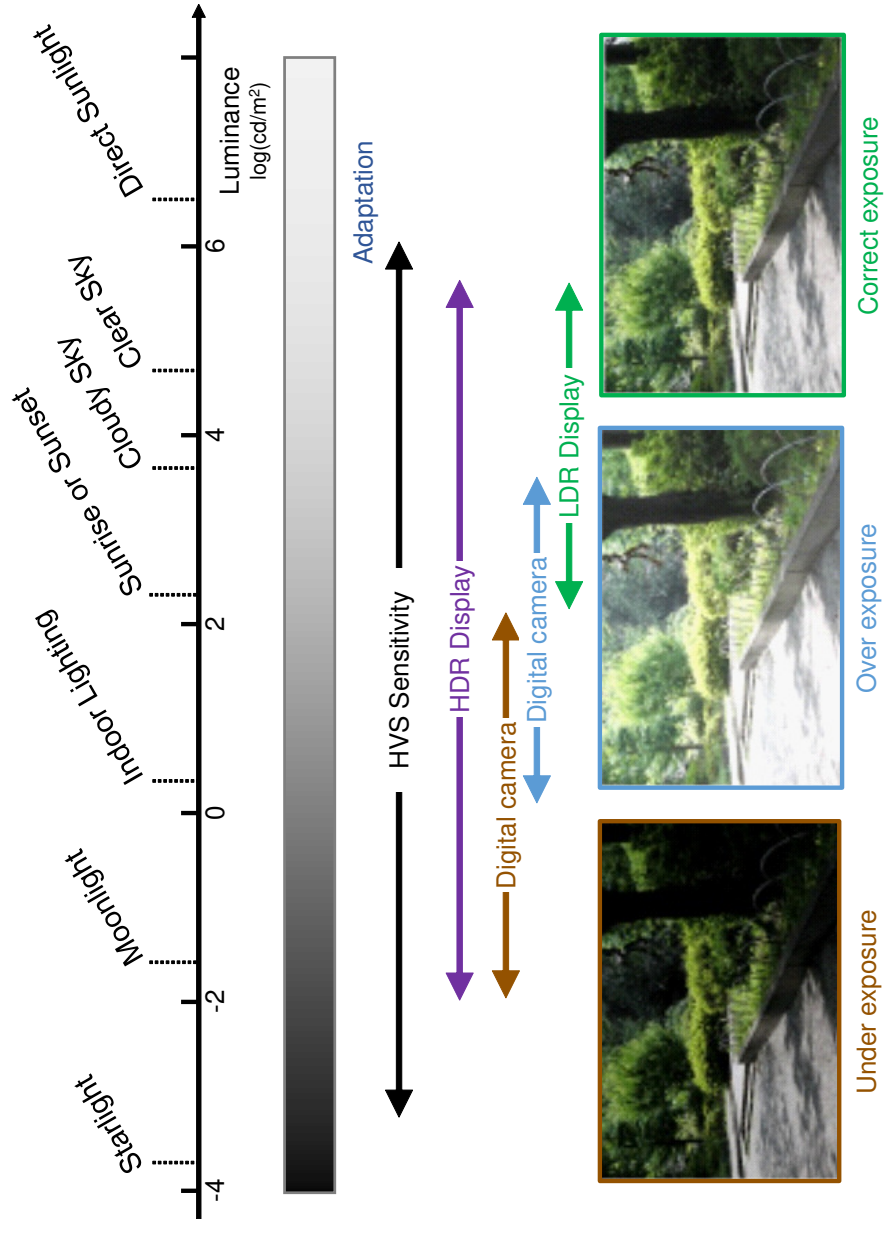 Starlight
Moonlight
Indoor Lighting
Sunrise or Sunset
Cloudy Sky
Clear Sky
Direct Sunlight
-4
-2
0
2
4
6
Luminance
log(cd/m²)
Adaptation
HVS Sensitivity
HDR Display
Digital camera
Digital camera
LDR Display
Under exposure
Over exposure
Correct exposure